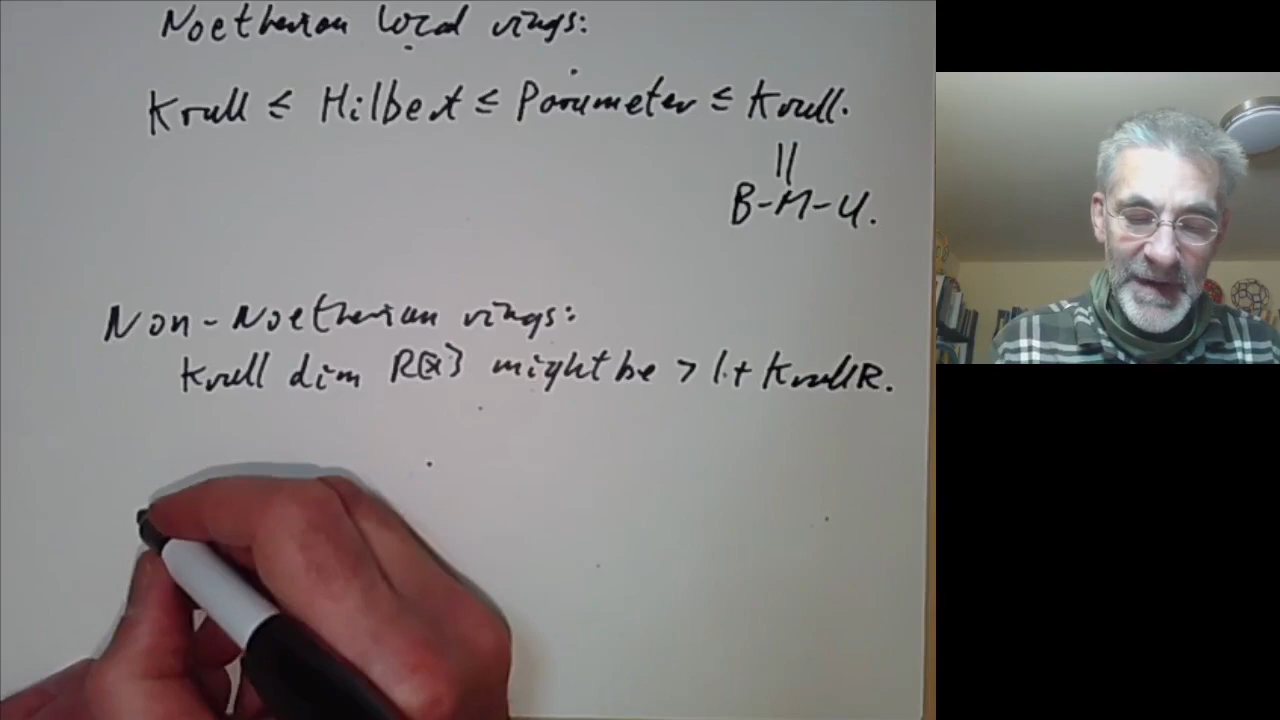 Noetherian local rings:
Krull ≤ Hilbert ≤ Parameter ≤ Krull.
||
B-M-U.
Non-Noetherian rings:
Krull dim R[x] might be > 1 + Krull R.